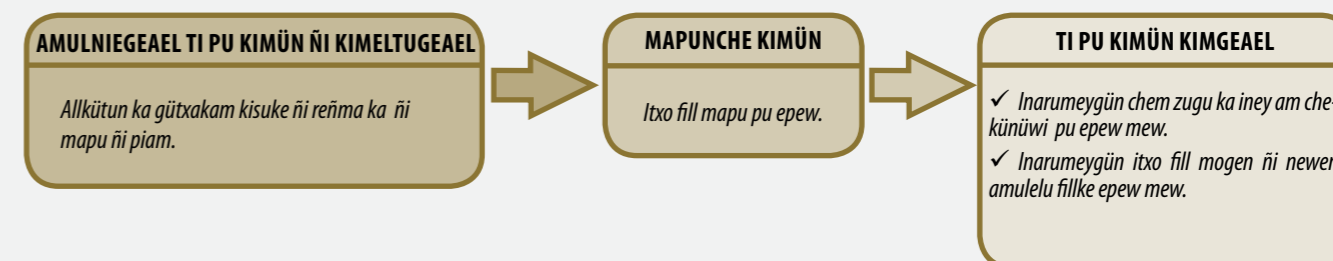 AMULNIEGEAEL TI PU KIMÜN ÑI KIMELTUGEAEL
Allkütun ka gütxakam kisuke ñi reñma ka ñi
mapu ñi piam.
MAPUNCHE KIMÜN
Itxo fill mapu pu epew.
TI PU KIMÜN KIMGEAEL
✓ Inarumeygün chem zugu ka iney am che-
künüwi pu epew mew.
✓ Inarumeygün itxo fill mogen ñi newen
amulelu fillke epew mew.